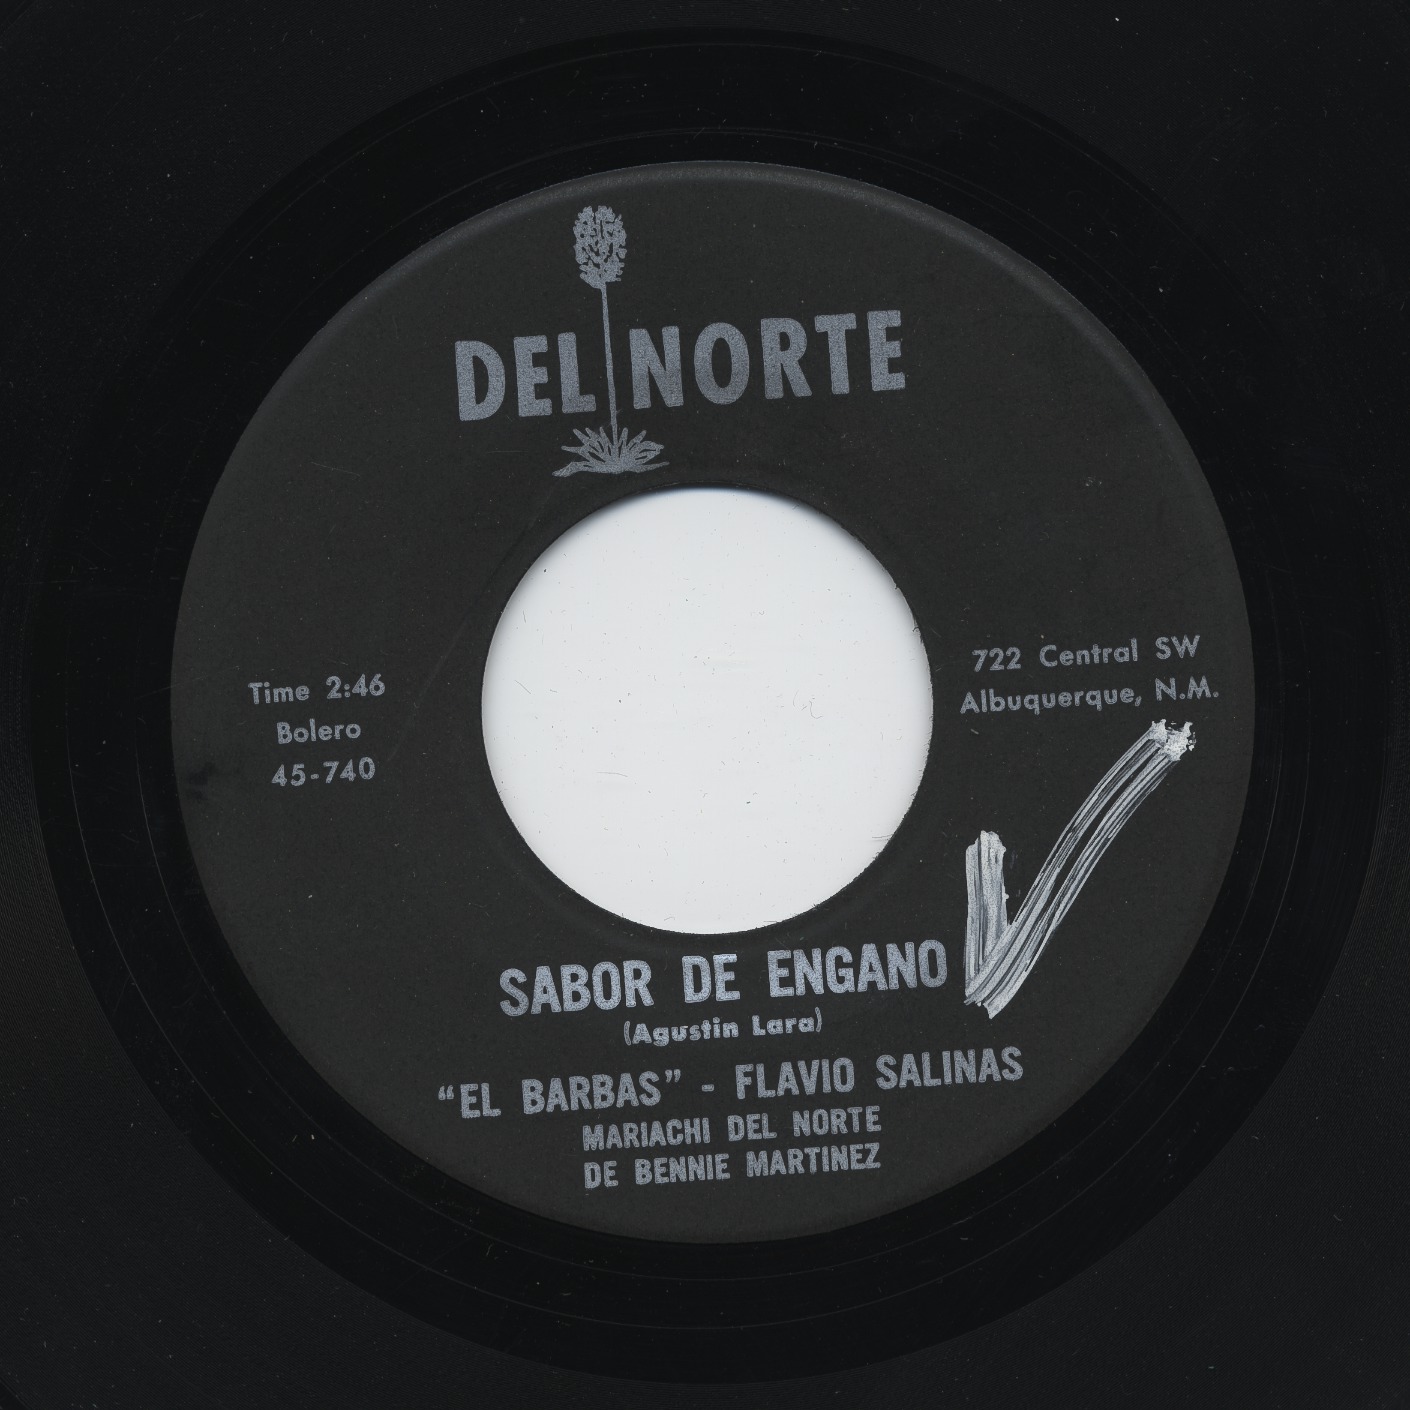 DEL NORTE
Time 2:46
Bolero
45-740
722 Central SW
Albuquerque, N.M.
SABOR DE ENGANO
(Agustin Lara)
“EL BARBAS” - FLAVIO SALINAS
MARIACHI DEL NORTE
DE BENNIE MARTINEZ